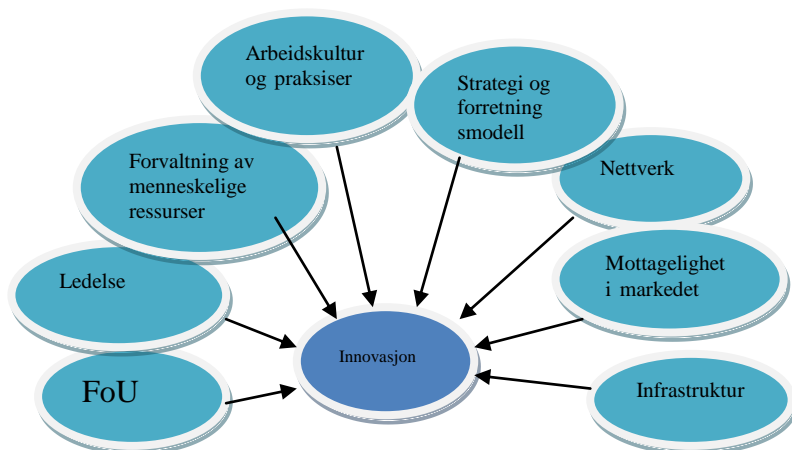 Arbeidskultur
og praksiser
Strategi og
forretning
smodell
Forvaltning av
menneskelige
ressurser
Nettverk
Ledelse
Mottagelighet
i markedet
Innovasjon
FoU
Infrastruktur